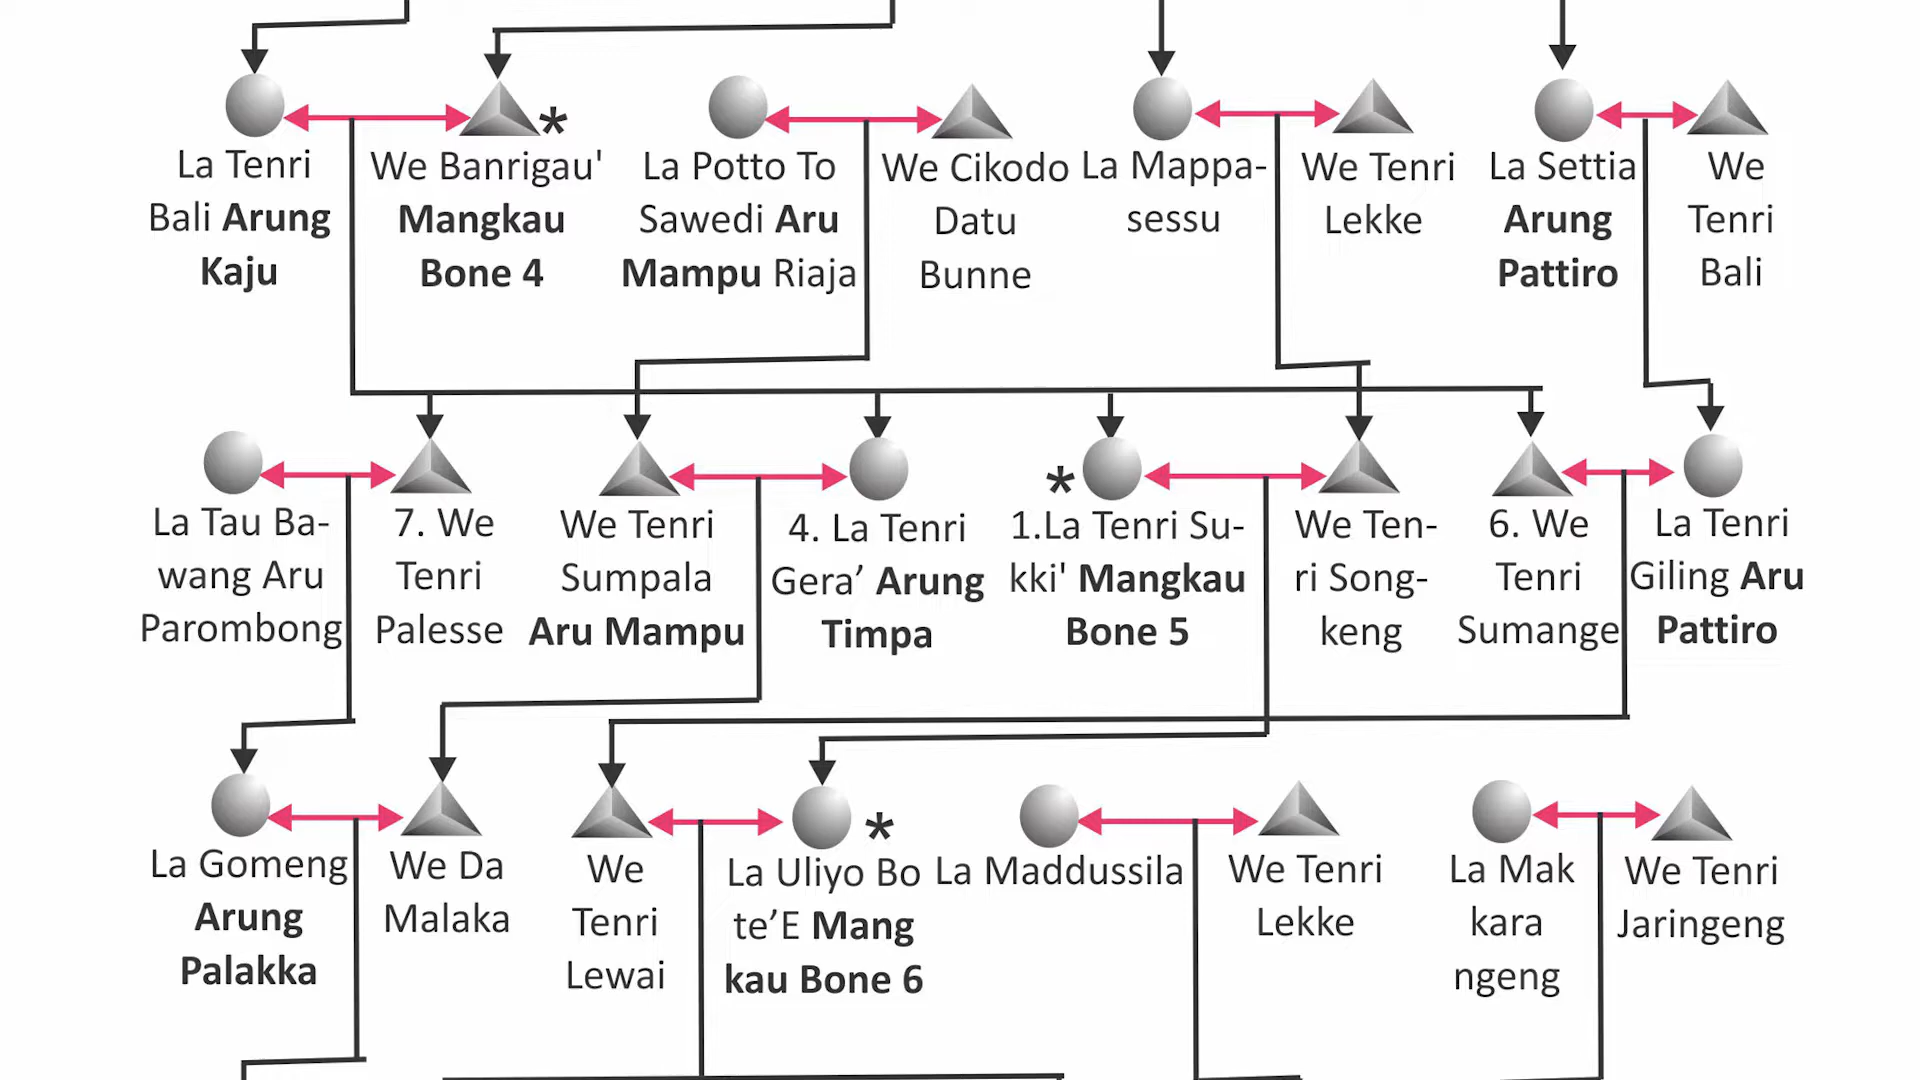 *
La Tenri
Bali Arung
Kaju
We Banrigau'
Mangkau
Bone 4
La Potto To
Sawedi Aru
Mampu Riaja
We Cikodo
Datu
Bunne
La Mappa-
sessu
We Tenri
Lekke
La Settia
Arung
Pattiro
We
Tenri
Bali
*
La Tau Ba-
wang Aru
Parombong
7. We
Tenri
Palesse
We Tenri
Sumpala
Aru Mampu
4. La Tenri
Gera’ Arung
Timpa
1.La Tenri Su-
kki' Mangkau
Bone 5
We Ten-
ri Song-
keng
6. We
Tenri
Sumange
La Tenri
Giling Aru
Pattiro
*
La Gomeng
Arung
Palakka
We Da
Malaka
We
Tenri
Lewai
La Uliyo Bo
te’E Mang
kau Bone 6
La Maddussila
We Tenri
Lekke
La Mak
kara
ngeng
We Tenri
Jaringeng